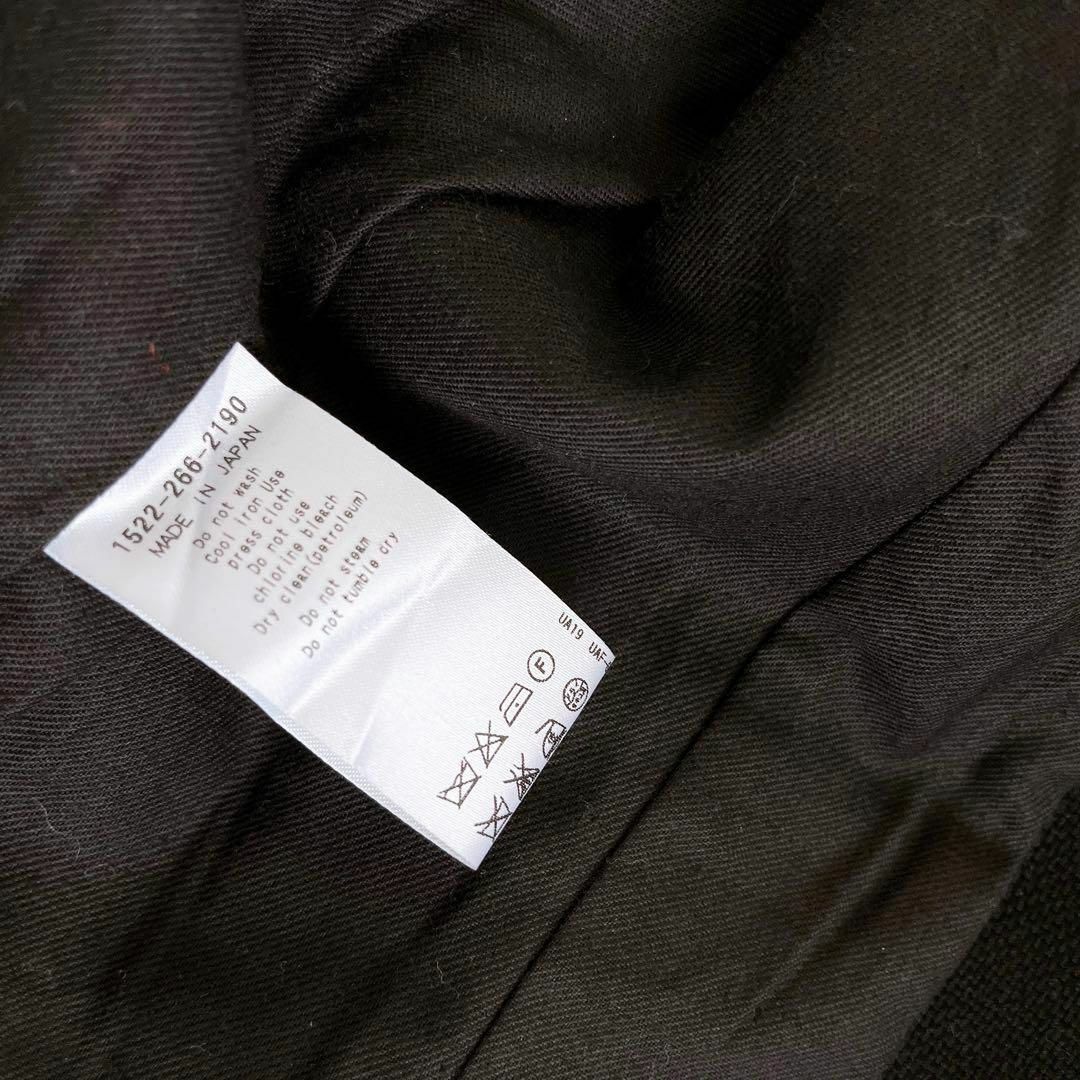 1522-266-2190
MADE IN JAPAN
Do not wash
Cool iron Use
press cloth
Do not use
chlorine bleach
Dry clean(petroleum)
Do not steam
Do not tumble cry
UA19
F